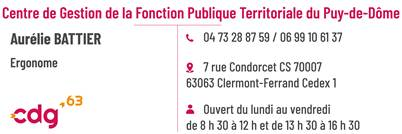 Centre de Gestion de la Fonction Publique Territoriale du Puy-de-Dôme
Aurélie BATTIER
Ergonome
cdg 63
04 73 28 87 59 / 06 99 10 61 37
7 rue Condorcet CS 70007
63063 Clermont-Ferrand Cedex 1
Ouvert du lundi au vendredi
de 8 h 30 à 12 h et de 13 h 30 à 16 h 30